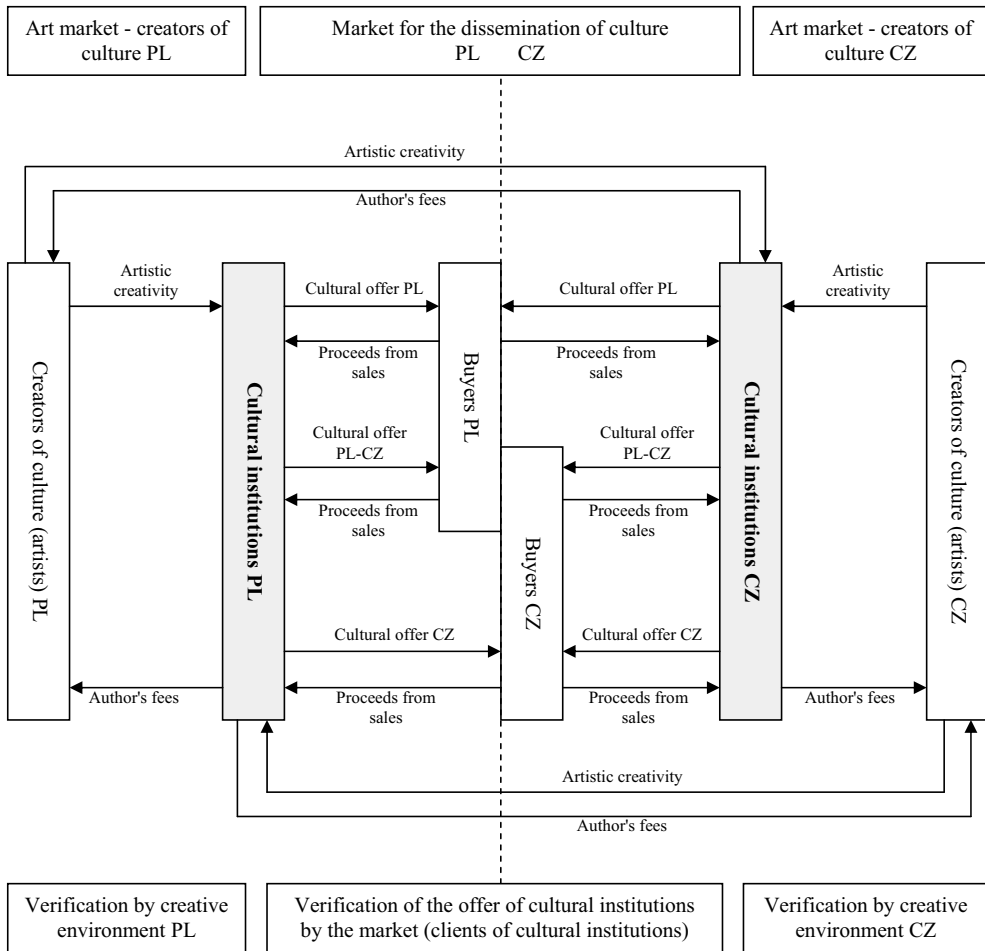 Art market - creators of
culture PL
Market for the dissemination of culture
PL CZ
Art market - creators of
culture CZ
Artistic creativity
Author's fees
Artistic
creativity
Cultural offer PL
Cultural offer PL
Artistic
creativity
Proceeds from
sales
Proceeds from
sales
Creators of culture (artists) PL
Cultural institutions PL
Buyers PL
Cultural institutions CZ
Creators of culture (artists) CZ
Cultural offer
PL-CZ
Cultural offer
PL-CZ
Proceeds from
sales
Proceeds from
sales
Buyers CZ
Cultural offer CZ
Cultural offer CZ
Author's fees
Proceeds from
sales
Proceeds from
sales
Author's fees
Artistic creativity
Author's fees
Verification by creative
environment PL
Verification of the offer of cultural institutions
by the market (clients of cultural institutions)
Verification by creative
environment CZ